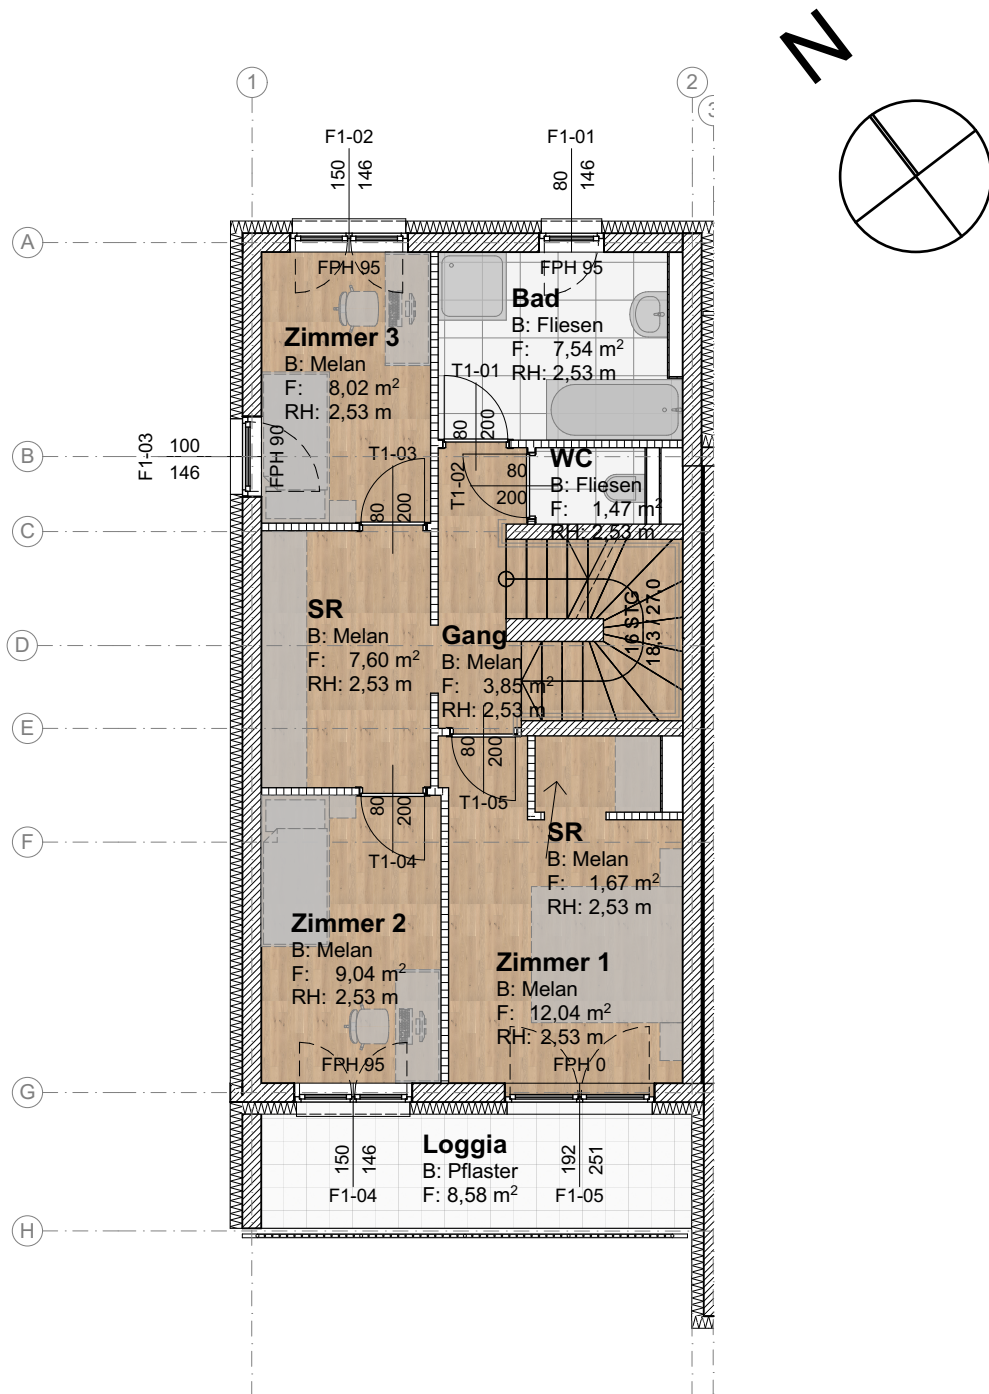 N
1
2
3
F1-02
150
146
F1-01
80
146
A
FPH 95
FPH 95
Bad
B: Fliesen
F: 7,54 m²
RH: 2,53 m
Zimmer 3
B: Melan
F: 8,02 m²
RH: 2,53 m
T1-01
80
200
F1-03
100
146
FPH 90
B
T1-03
80
200
T1-02
80
200
WC
B: Fliesen
F: 1,47 m²
RH: 2,53 m
C
SR
B: Melan
F: 7,60 m²
RH: 2,53 m
D
Gang
B: Melan
F: 3,85 m²
RH: 2,53 m
16 STG
18,3 / 27,0
E
80
200
T1-05
80
200
T1-04
F
SR
B: Melan
F: 1,67 m²
RH: 2,53 m
Zimmer 2
B: Melan
F: 9,04 m²
RH: 2,53 m
Zimmer 1
B: Melan
F: 12,04 m²
RH: 2,53 m
FPH 95
FPH 0
G
150
146
F1-04
Loggia
B: Pflaster
F: 8,58 m²
192
251
F1-05
H